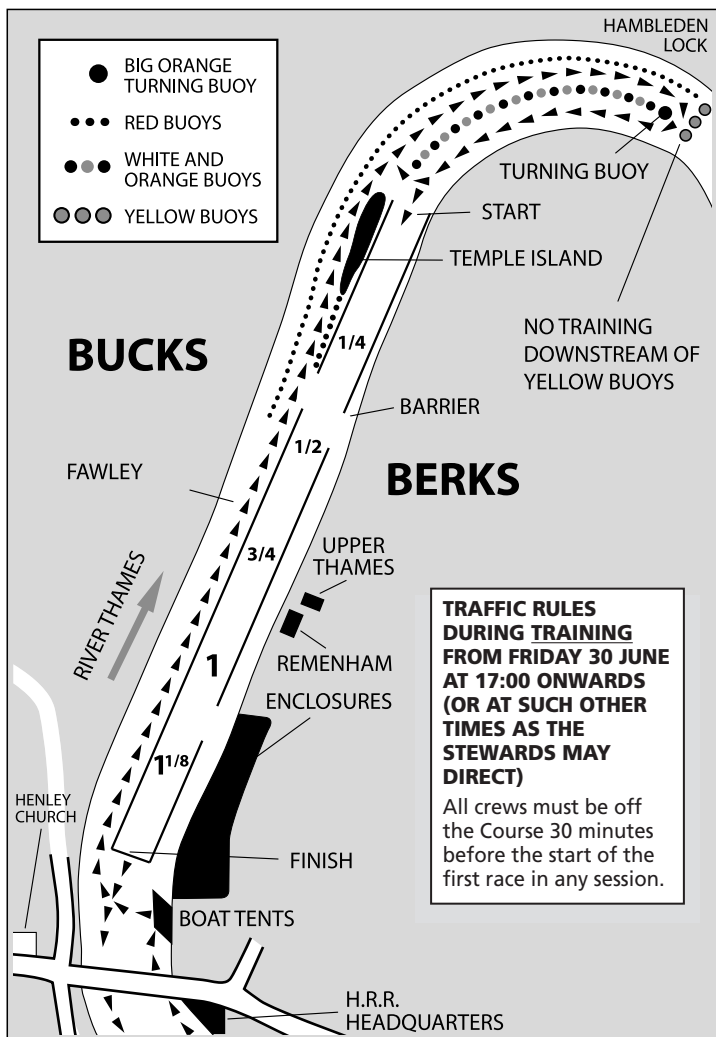 HAMBLEDEN
LOCK
BIG ORANGE
TURNING BUOY
RED BUOYS
WHITE AND
ORANGE BUOYS
YELLOW BUOYS
TURNING BUOY
START
TEMPLE ISLAND
NO TRAINING
DOWNSTREAM OF
YELLOW BUOYS
1/4
BUCKS
BARRIER
1/2
FAWLEY
BERKS
3/4
UPPER
THAMES
RIVER THAMES
1
REMENHAM
ENCLOSURES
1 1/8
TRAFFIC RULES
DURING TRAINING
FROM FRIDAY 30 JUNE
AT 17:00 ONWARDS
(OR AT SUCH OTHER
TIMES AS THE
STEWARDS MAY
DIRECT)
All crews must be off
the Course 30 minutes
before the start of the
first race in any session.
HENLEY
CHURCH
FINISH
BOAT TENTS
H.R.R.
HEADQUARTERS